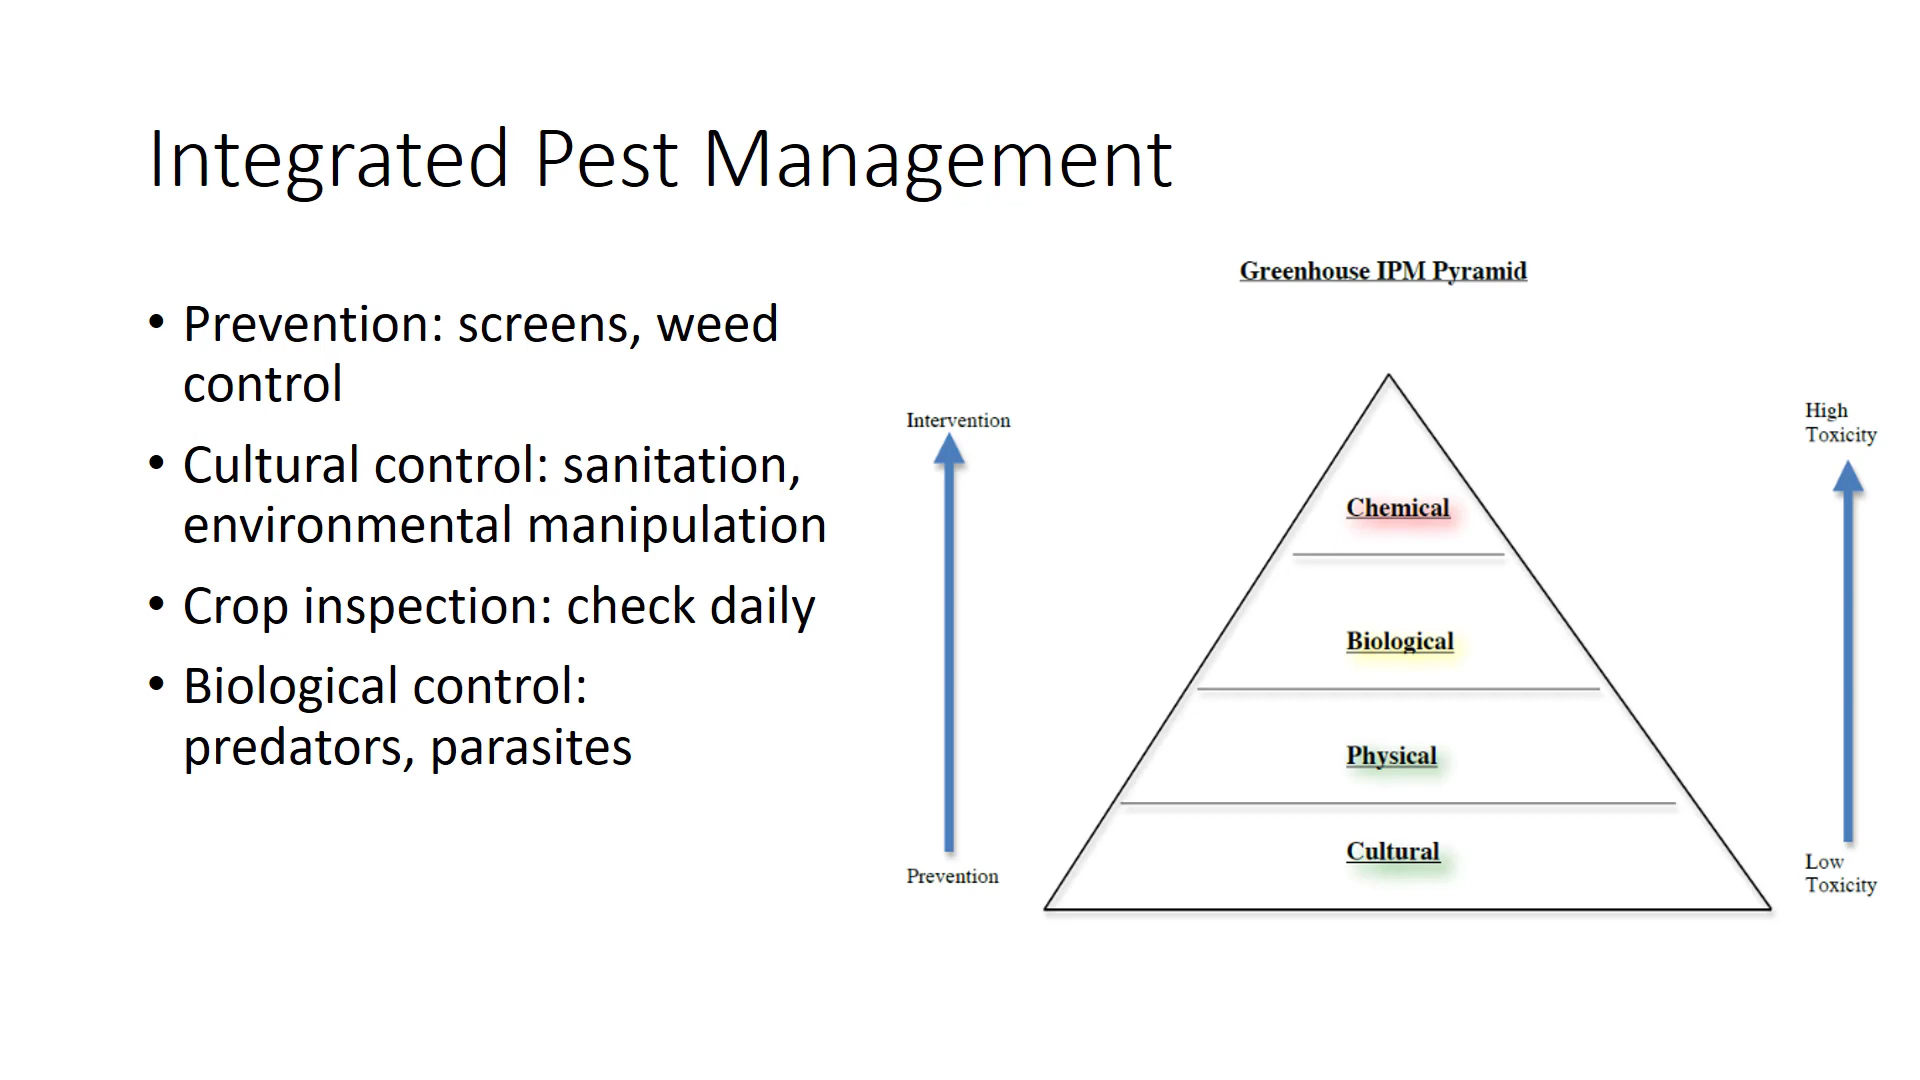 Integrated Pest Management
• Prevention: screens, weed
control
• Cultural control: sanitation,
environmental manipulation
• Crop inspection: check daily
• Biological control:
predators, parasites
Greenhouse IPM Pyramid
Intervention
Prevention
Chemical
Biological
Physical
Cultural
High
Toxicity
Low
Toxicity